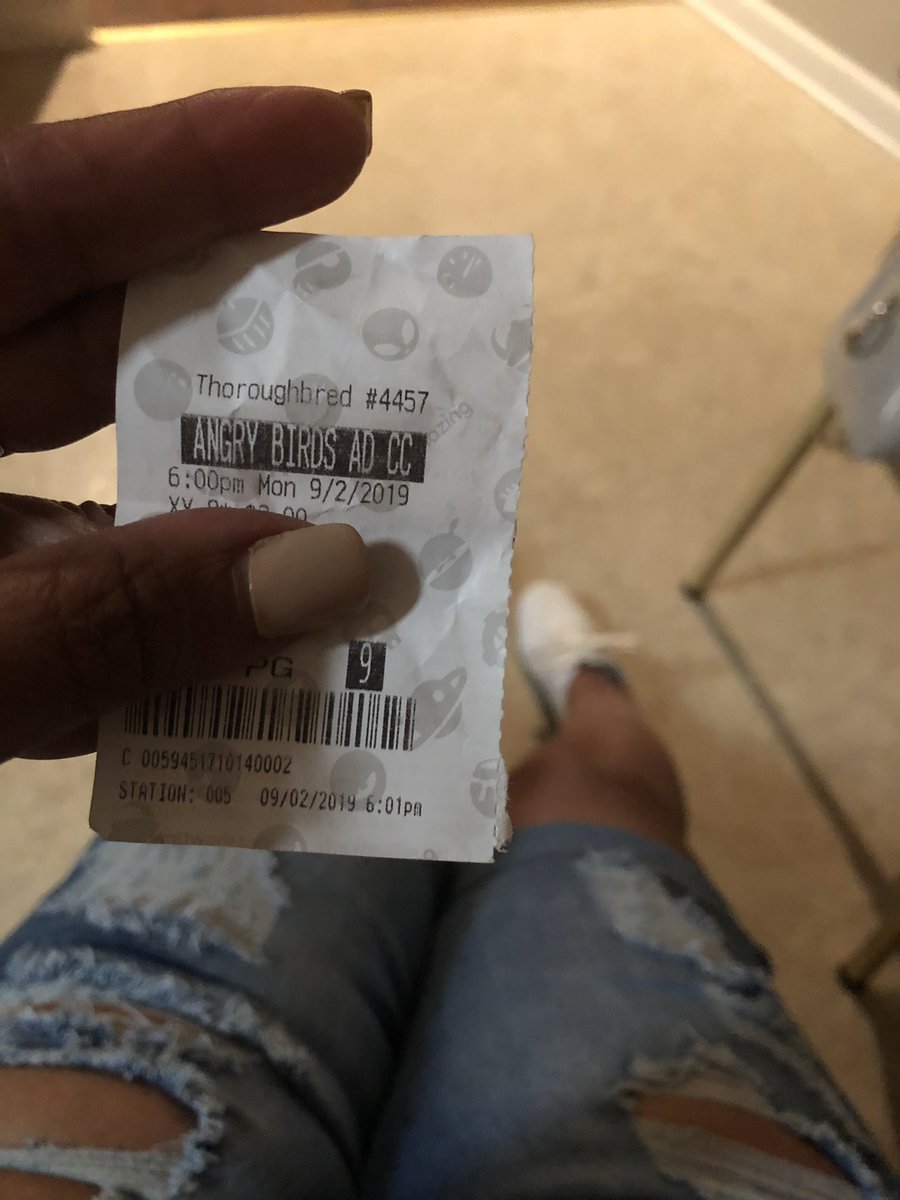 Thoroughbred #4457
ANGRY BIRDS AD CC
6:00pm Mon 9/2/2019
PG 9
C 0059451710140002
STATION: 005 09/02/2019 6:01pm